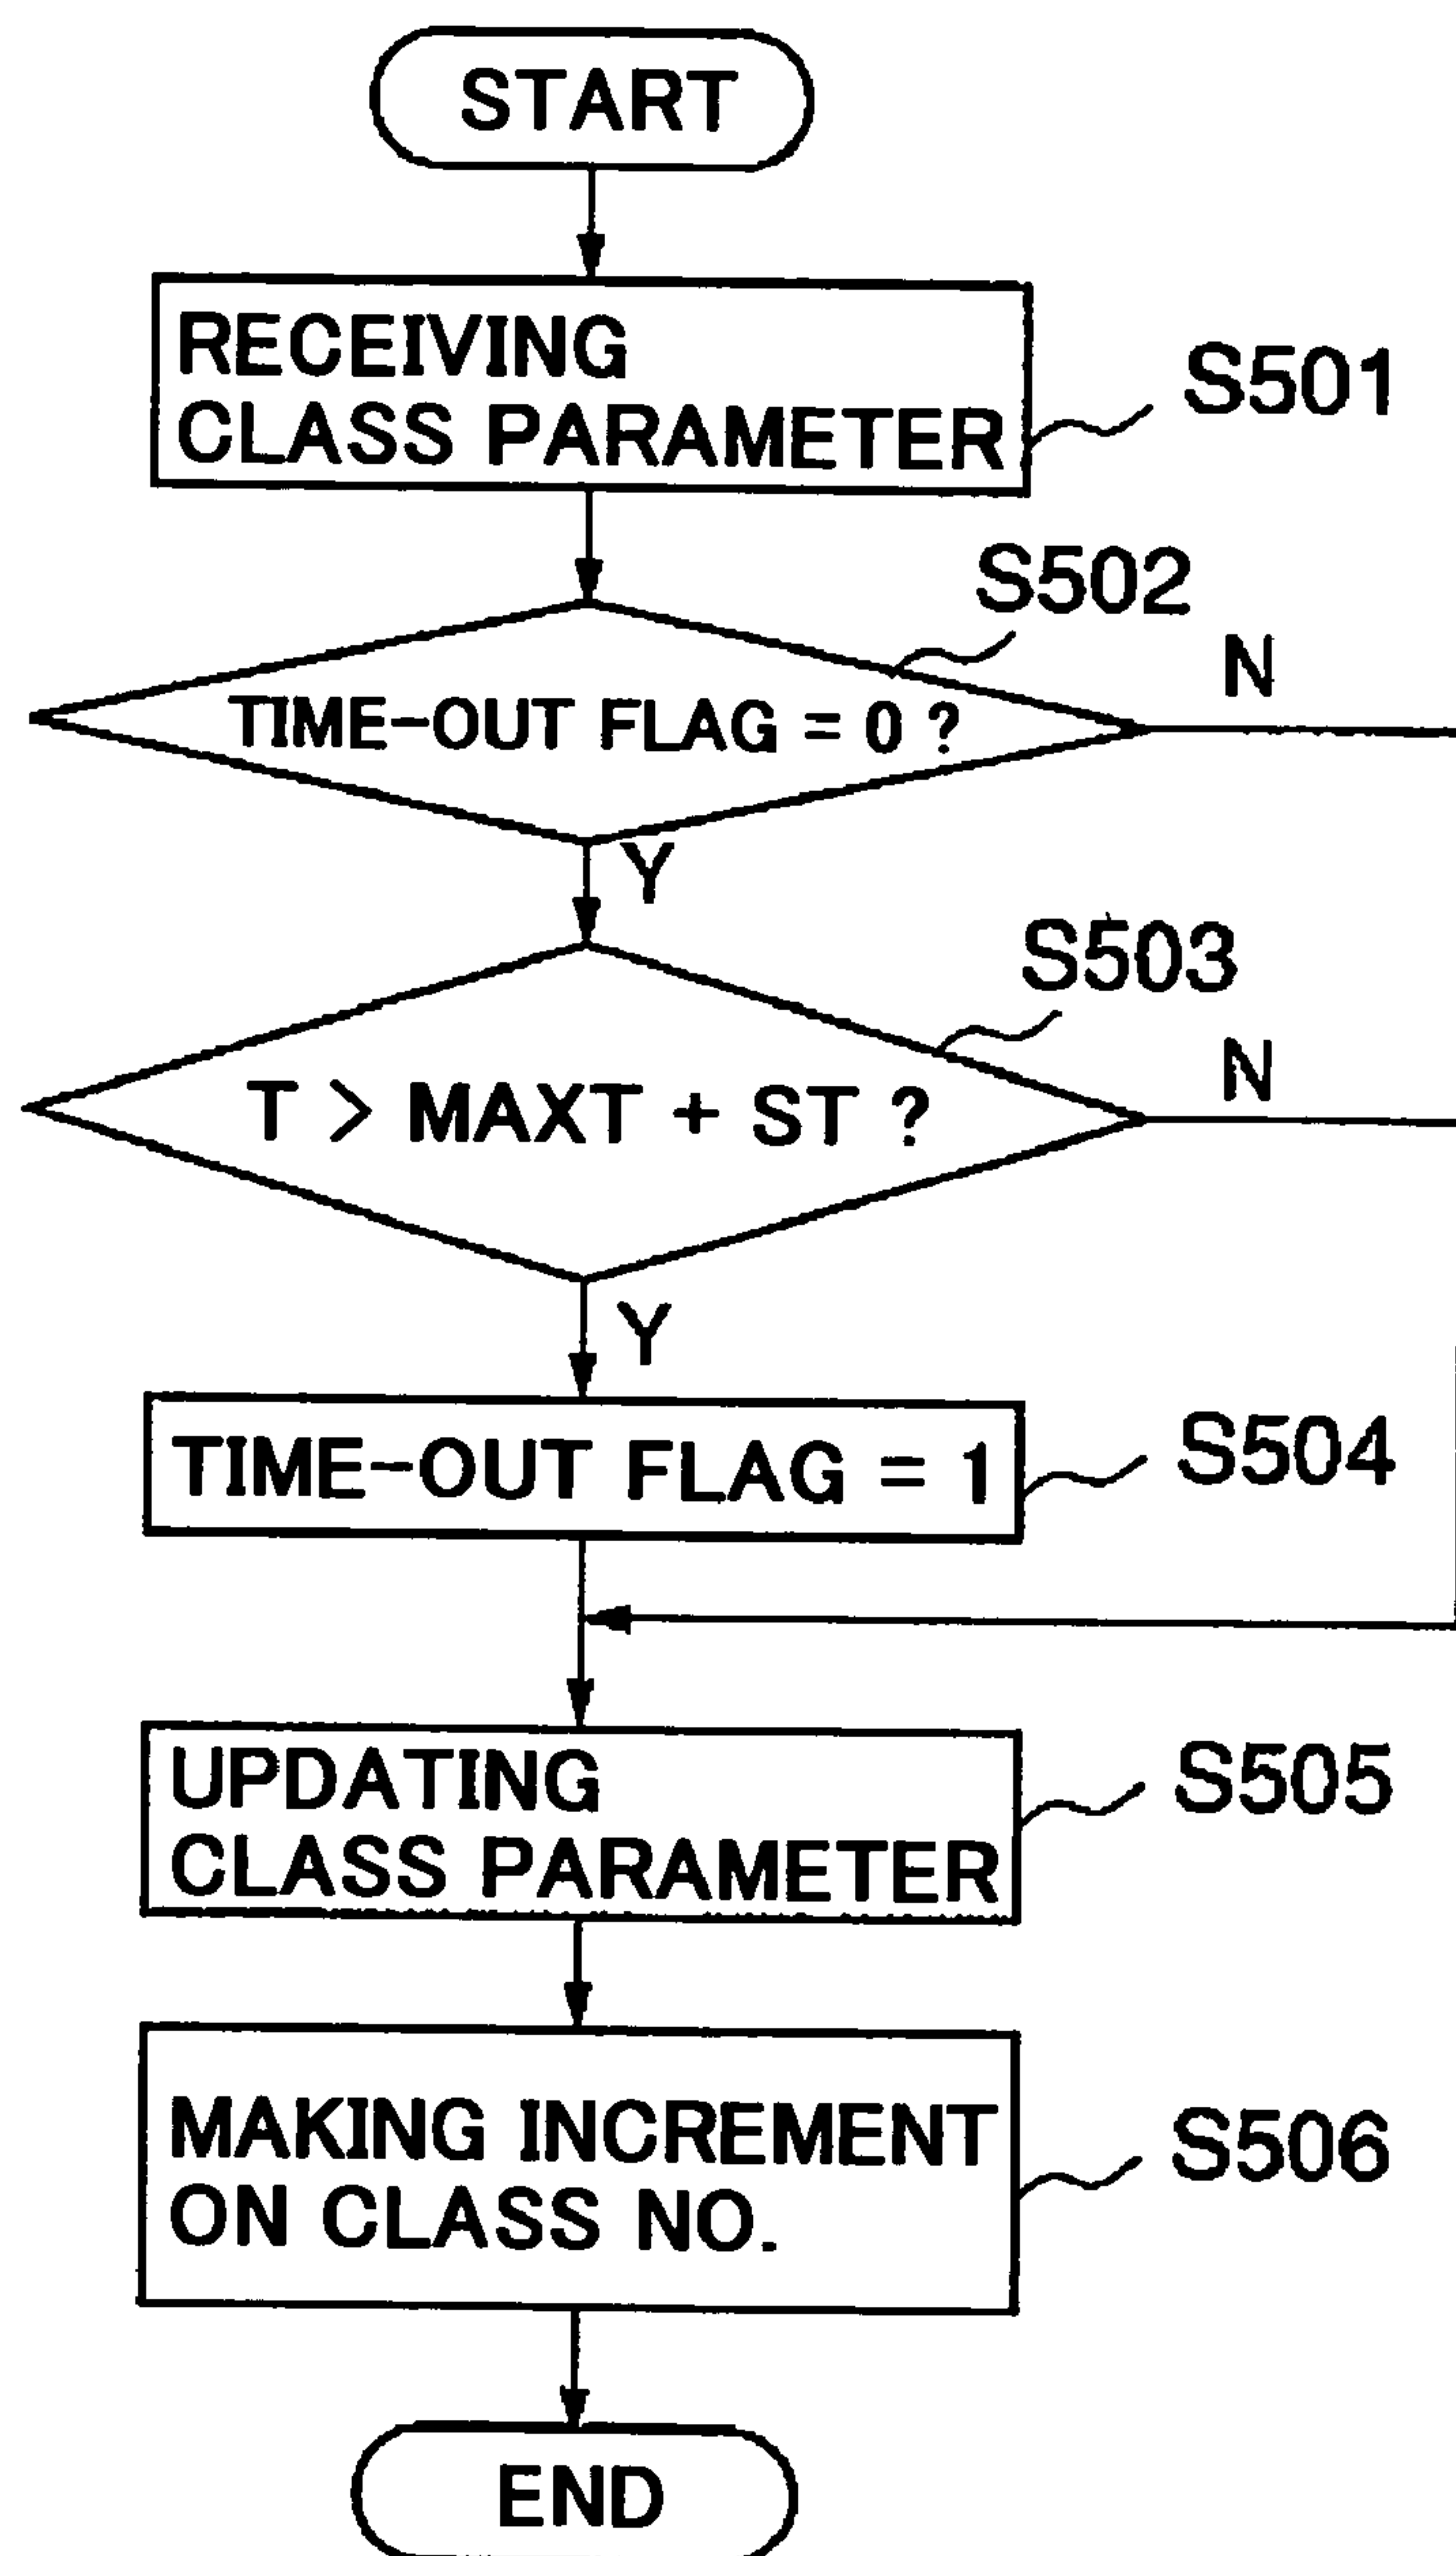 START
RECEIVING
CLASS PARAMETER
S501
S502
TIME-OUT FLAG = 0 ?
N
Y
S503
T > MAXT + ST ?
N
Y
TIME-OUT FLAG = 1
S504
UPDATING
CLASS PARAMETER
S505
MAKING INCREMENT
ON CLASS NO.
S506
END